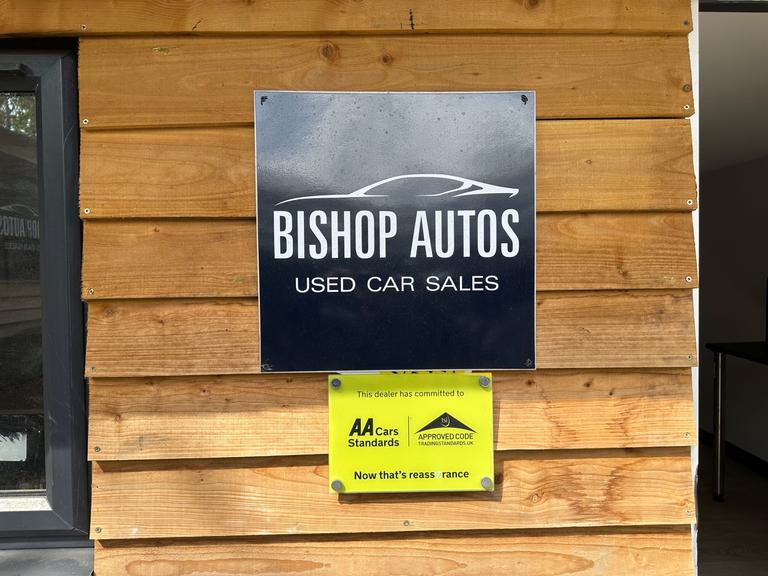 BISHOP AUTOS
USED CAR SALES
This dealer has committed to
AA Cars
Standards
APPROVED CODE
TRADINGSTANDARDS.UK
Now that's reassurance